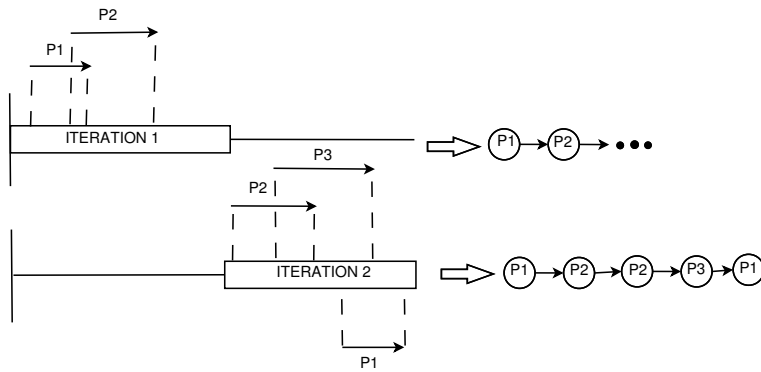 P2
P1
ITERATION 1
P1 P2
P3
P2
ITERATION 2
P1 P2 P2 P3 P1
P1